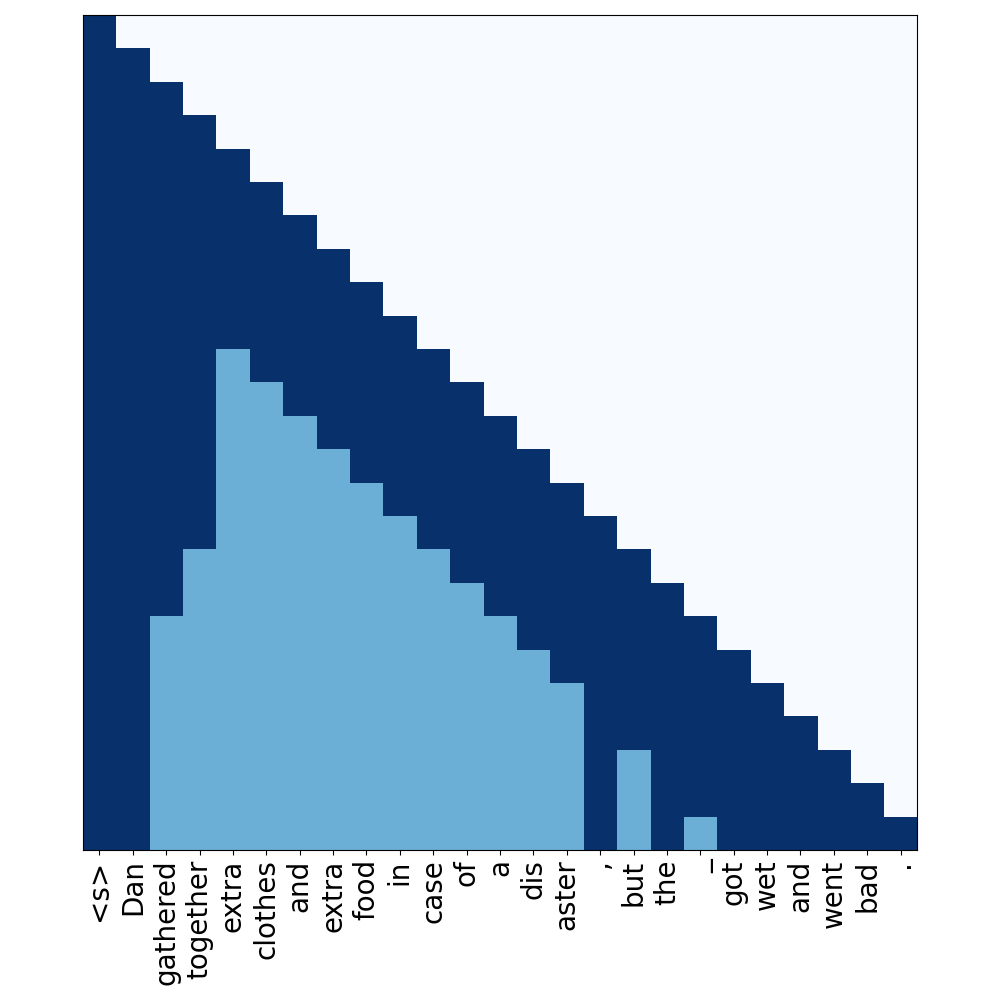 <s>
Dan
gathered
together
extra
clothes
and
extra
food
in
case
of
a
dis
aster
,
but
the
_
got
wet
and
went
bad
.